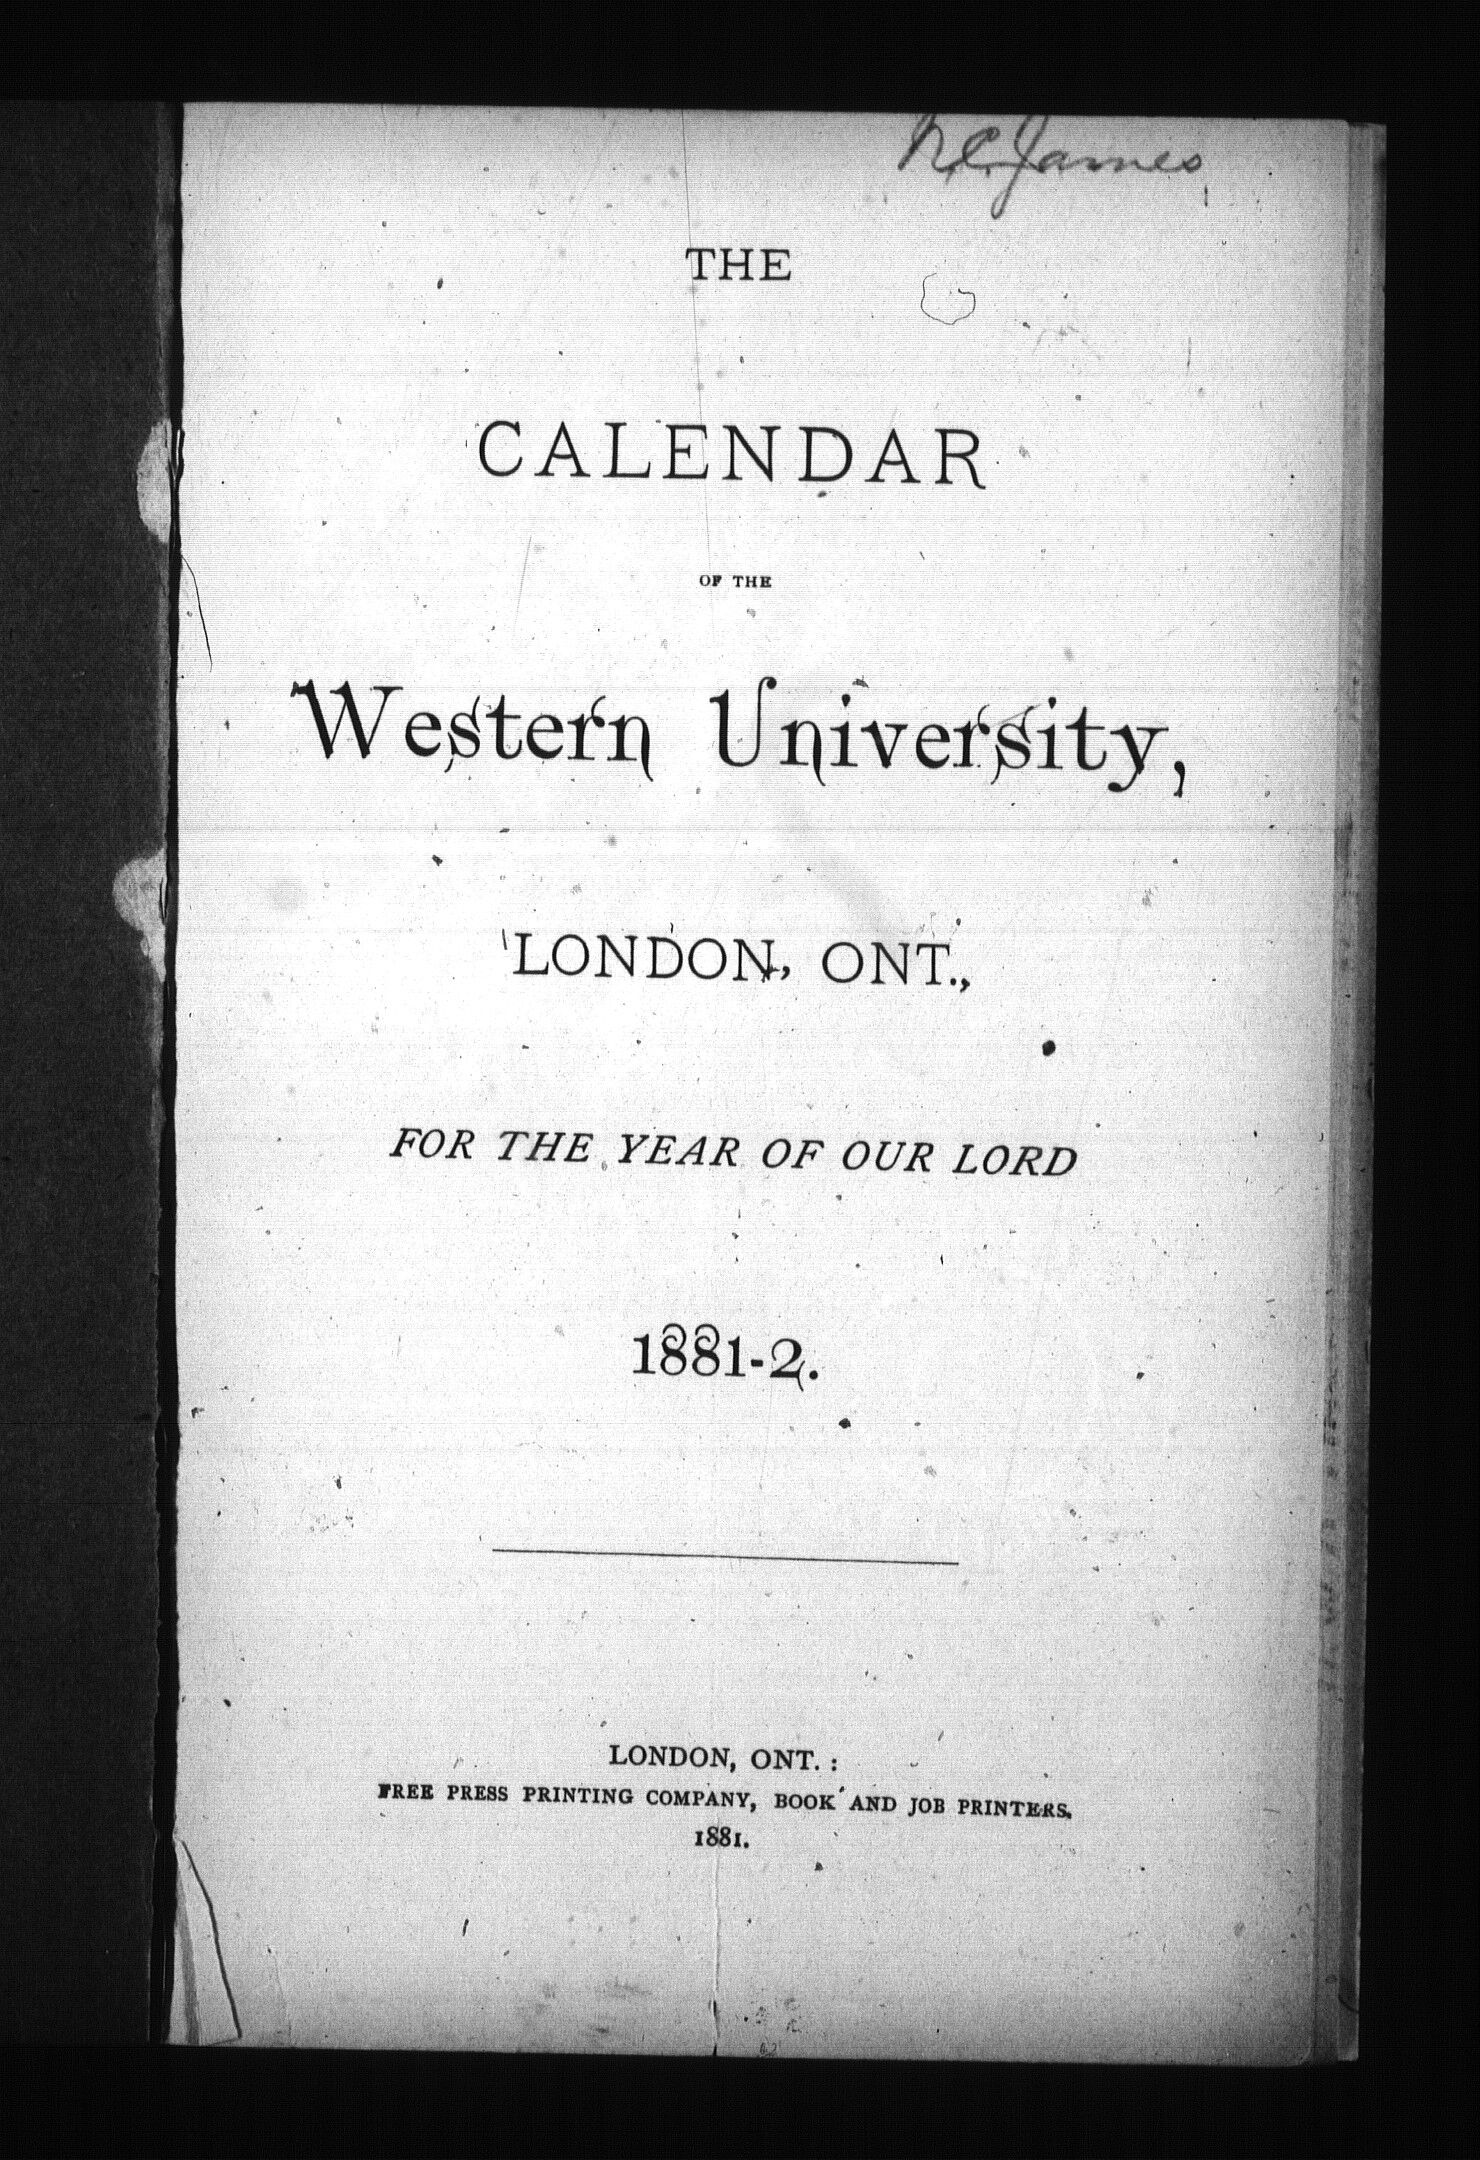 N.C. James
THE
CALENDAR
OF THE
Western University,
LONDON, ONT.,
FOR THE YEAR OF OUR LORD
1881-2.
LONDON, ONT. :
FREE PRESS PRINTING COMPANY, BOOK AND JOB PRINTERS.
1881.